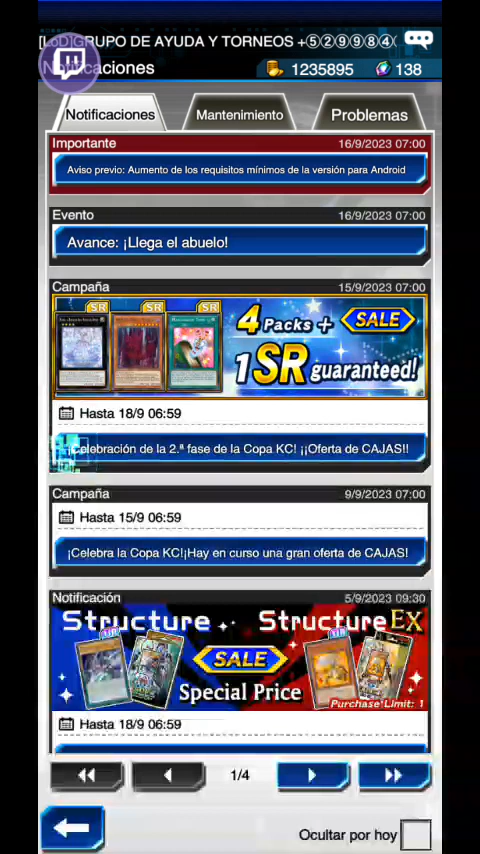 [LoD]GRUPO DE AYUDA Y TORNEOS +⑤②⑨⑨⑧④
Notificaciones
1235895
138
Notificaciones
Mantenimiento
Problemas
Importante
16/9/2023 07:00
Aviso previo: Aumento de los requisitos mínimos de la versión para Android
Evento
16/9/2023 07:00
Avance: ¡Llega el abuelo!
Campaña
15/9/2023 07:00
SR
SR
SR
4 Packs +
SALE
1 SR guaranteed!
Hasta 18/9 06:59
¡Celebración de la 2.ª fase de la Copa KC! ¡¡Oferta de CAJAS!!
Campaña
9/9/2023 07:00
Hasta 15/9 06:59
¡Celebra la Copa KC!¡Hay en curso una gran oferta de CAJAS!
Notificación
5/9/2023 09:30
Structure
Structure EX
UR
UR
SALE
Special Price
Purchase Limit: 1
Hasta 18/9 06:59
1/4
Ocultar por hoy